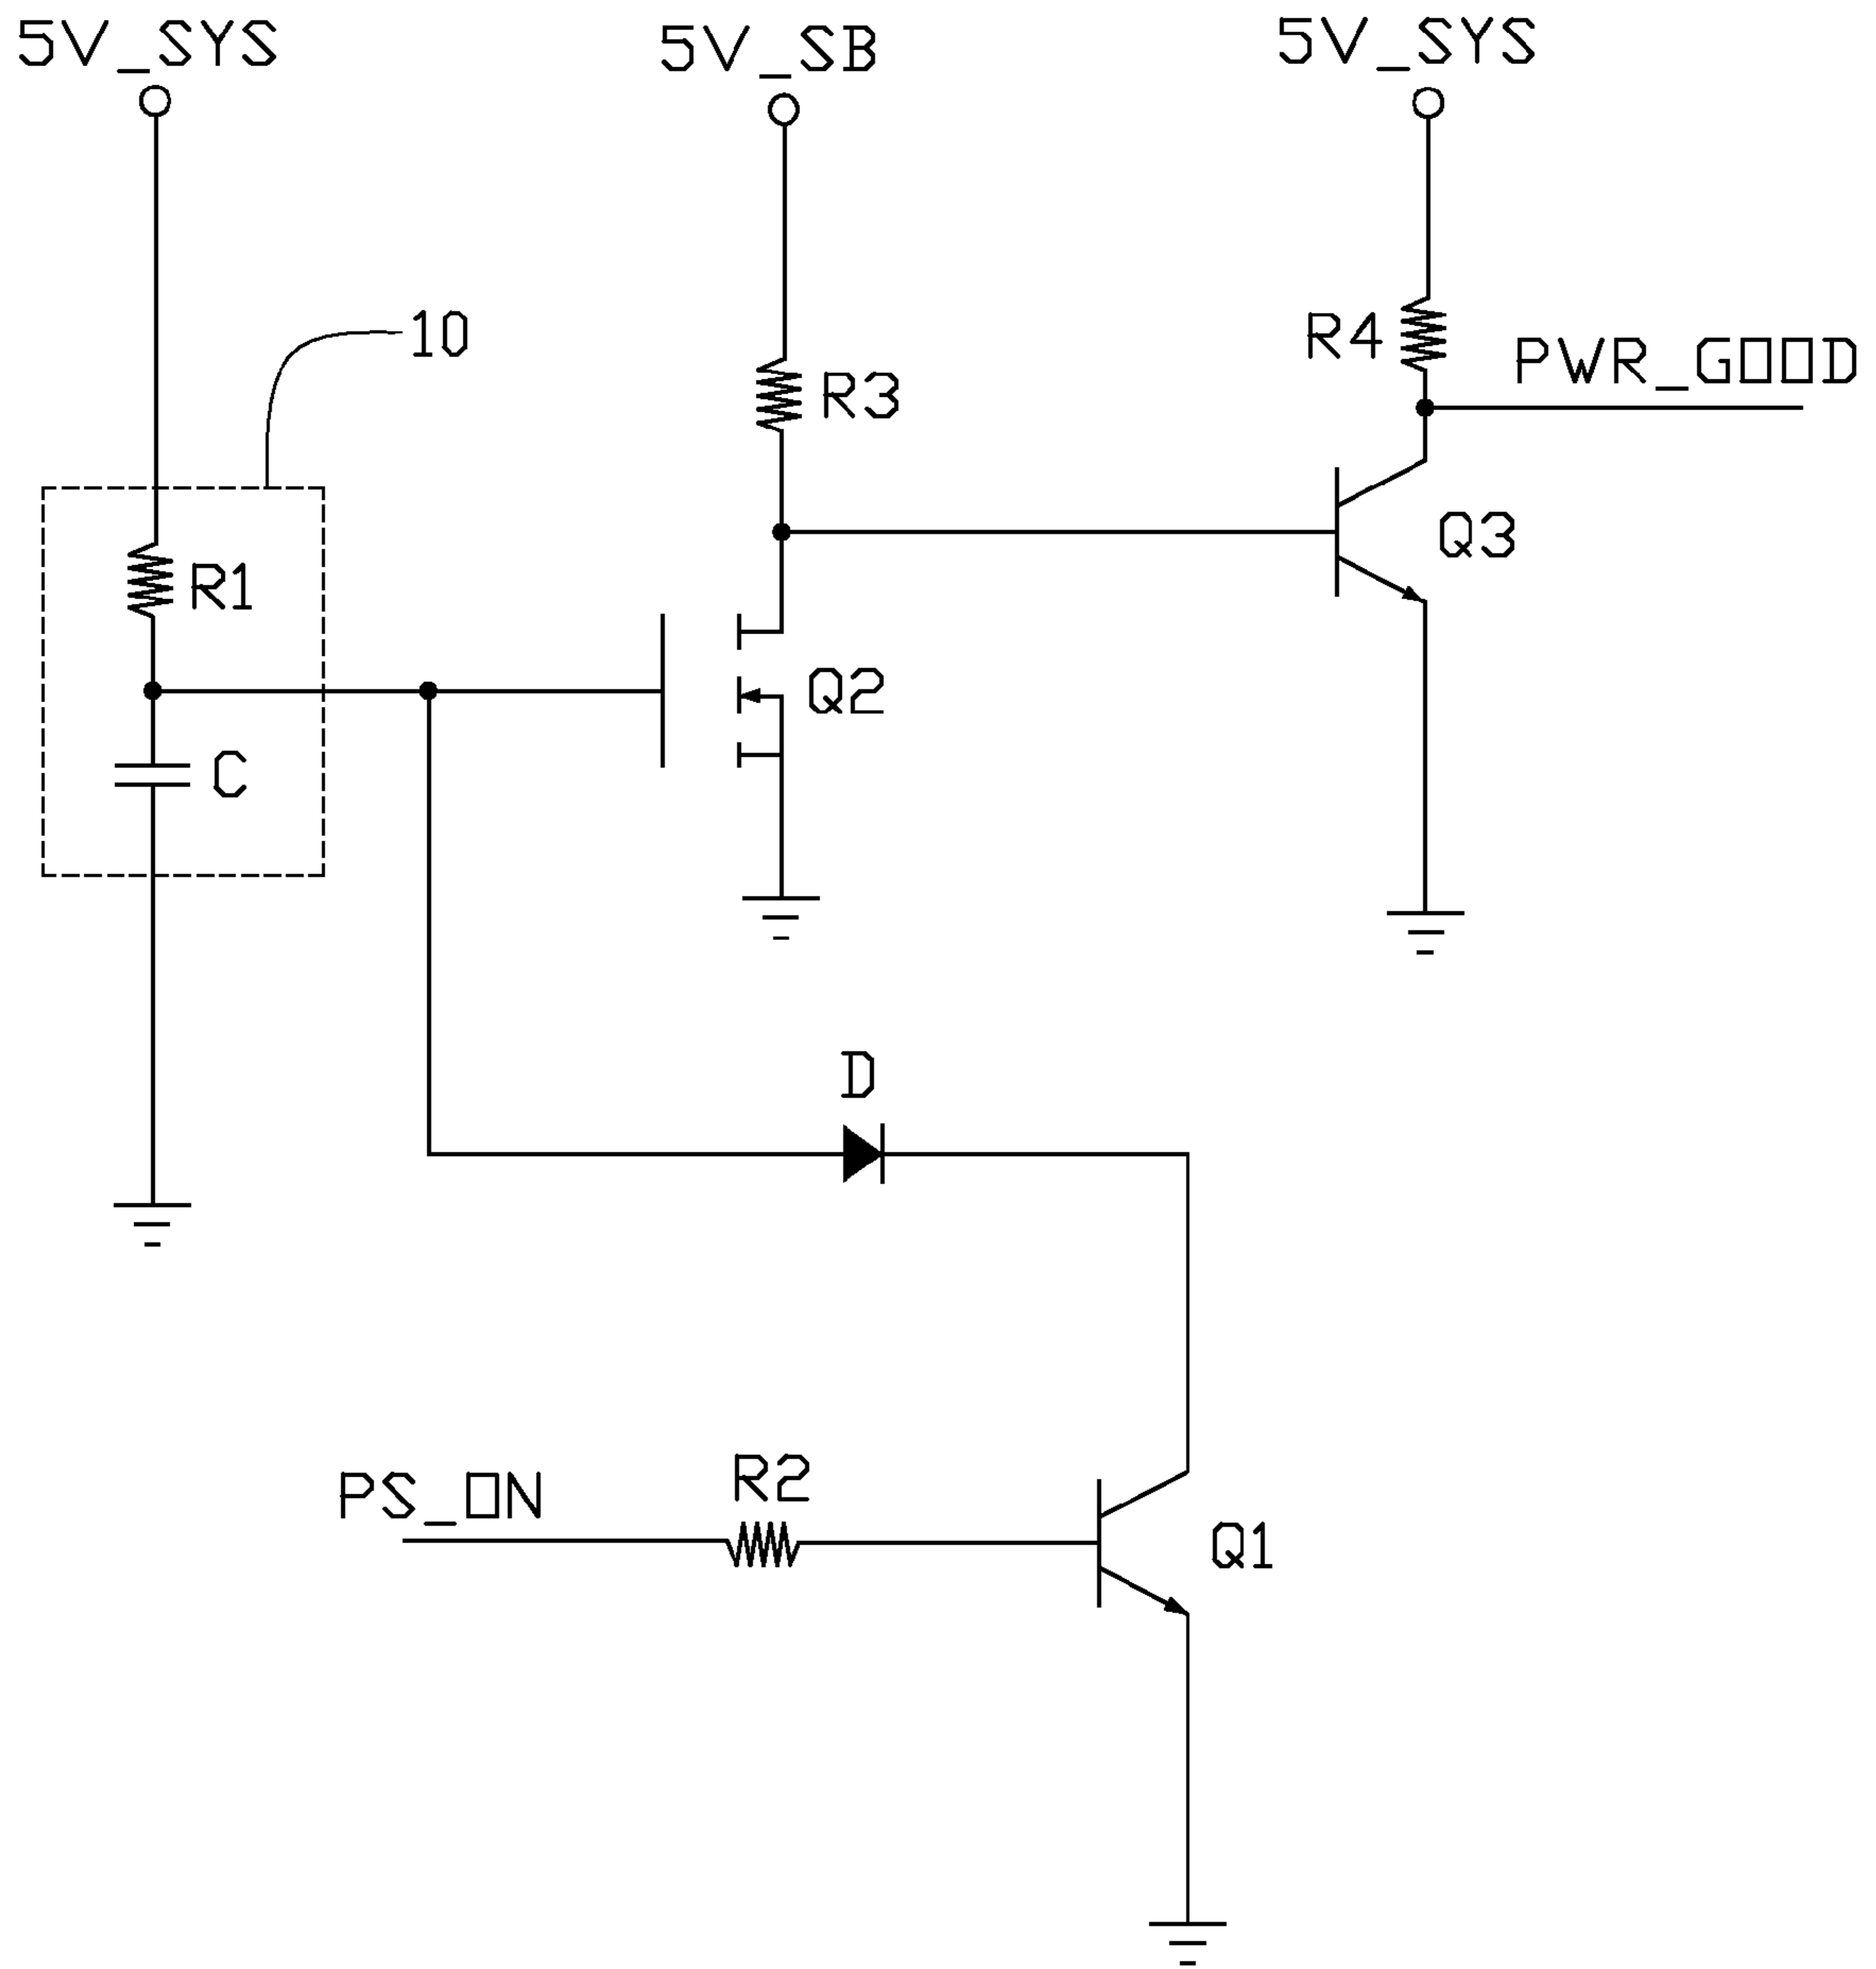 5V_SYS
5V_SB
5V_SYS
10
R4
PWR_GOOD
R3
Q3
R1
Q2
C
D
R2
PS_ON
Q1